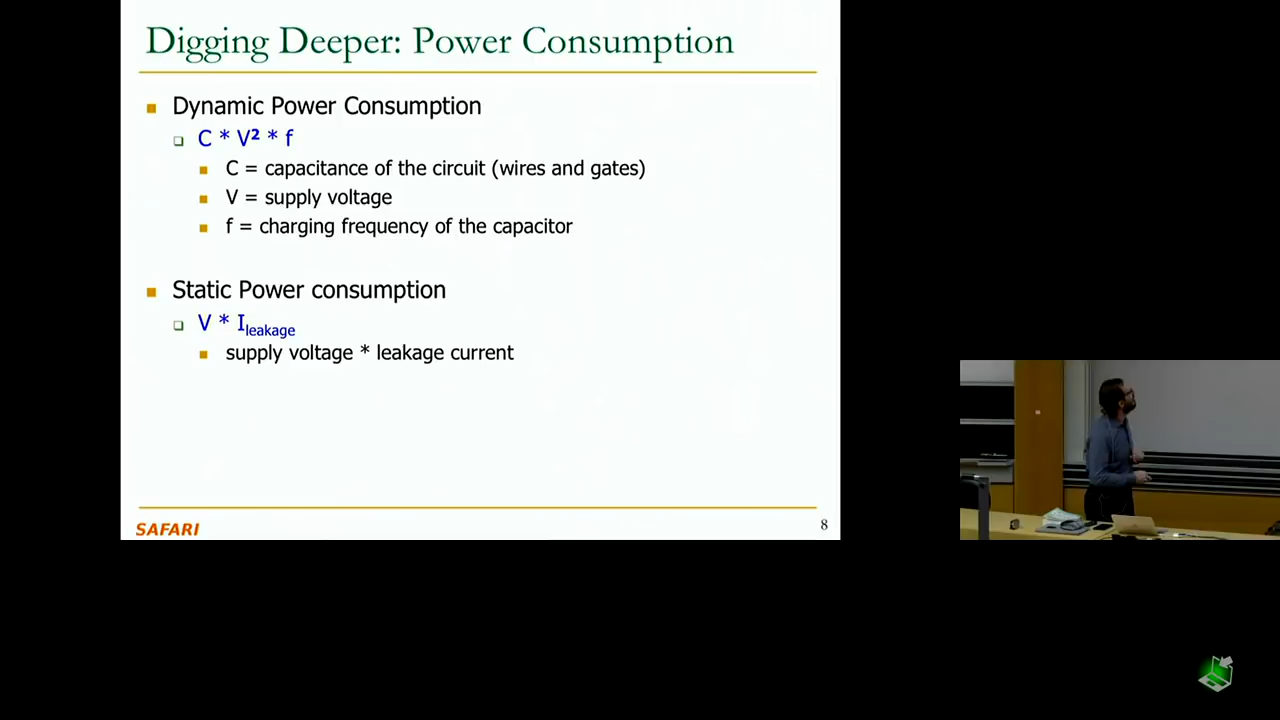 Digging Deeper: Power Consumption
Dynamic Power Consumption
C * V² * f
C = capacitance of the circuit (wires and gates)
V = supply voltage
f = charging frequency of the capacitor
Static Power consumption
V * Ileakage
supply voltage * leakage current
SAFARI
8